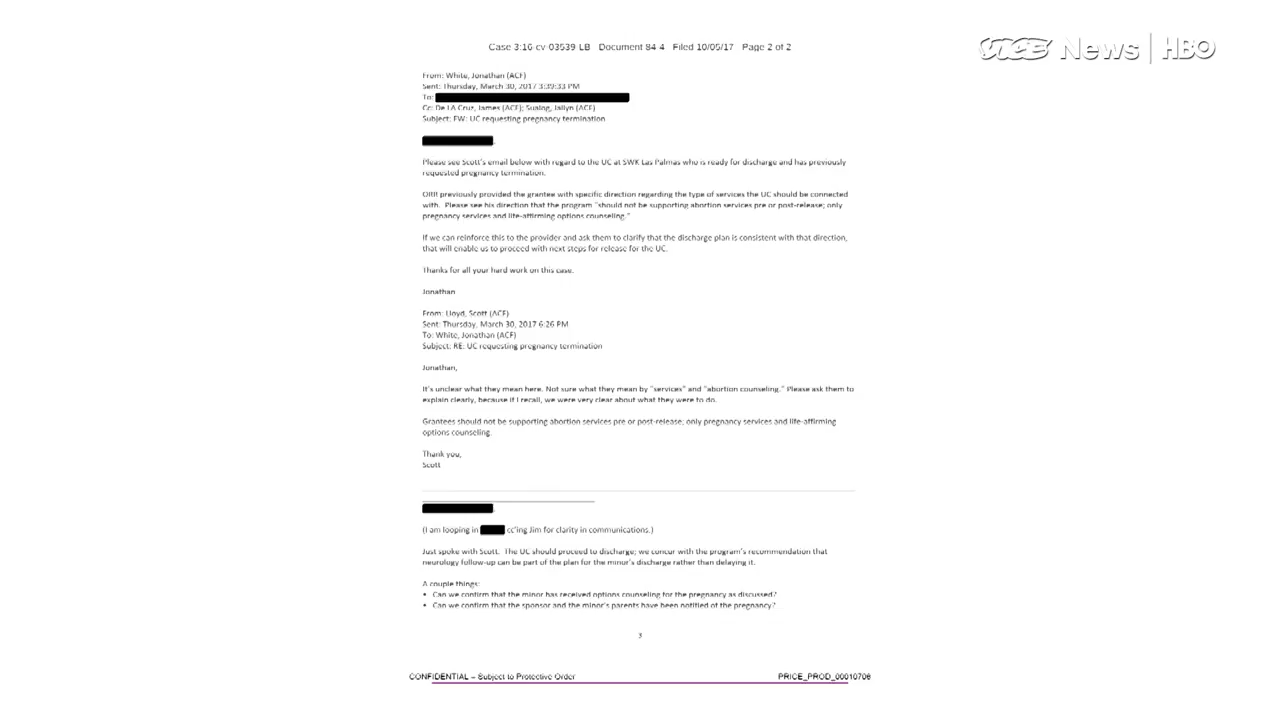 Case 3:16-cv-03539-LB Document 84-4 Filed 10/05/17 Page 2 of 2
VICE News | HBO
From: White, Jonathan (ACF)
Sent: Thursday, March 30, 2017 3:39:33 PM
To:
Cc: De LA Cruz, James (ACF); Sualog, Jallyn (ACF)
Subject: FW: UC requesting pregnancy termination
Please see Scott's email below with regard to the UC at SWK Las Palmas who is ready for discharge and has previously
requested pregnancy termination.
ORR previously provided the grantee with specific direction regarding the type of services the UC should be connected
with. Please see his direction that the program "should not be supporting abortion services pre or post-release; only
pregnancy services and life-affirming options counseling."
If we can reinforce this to the provider and ask them to clarify that the discharge plan is consistent with that direction,
that will enable us to proceed with next steps for release for the UC.
Thanks for all your hard work on this case.
Jonathan
From: Lloyd, Scott (ACF)
Sent: Thursday, March 30, 2017 6:26 PM
To: White, Jonathan (ACF)
Subject: RE: UC requesting pregnancy termination
Jonathan,
It's unclear what they mean here. Not sure what they mean by "services" and "abortion counseling." Please ask them to
explain clearly, because if I recall, we were very clear about what they were to do.
Grantees should not be supporting abortion services pre or post-release; only pregnancy services and life-affirming
options counseling.
Thank you,
Scott
(I am looping in cc'ing Jim for clarity in communications.)
Just spoke with Scott. The UC should proceed to discharge; we concur with the program's recommendation that
neurology follow-up can be part of the plan for the minor's discharge rather than delaying it.
A couple things:
• Can we confirm that the minor has received options counseling for the pregnancy as discussed?
• Can we confirm that the sponsor and the minor's parents have been notified of the pregnancy?
CONFIDENTIAL – Subject to Protective Order
PRICE_PROD_00010706